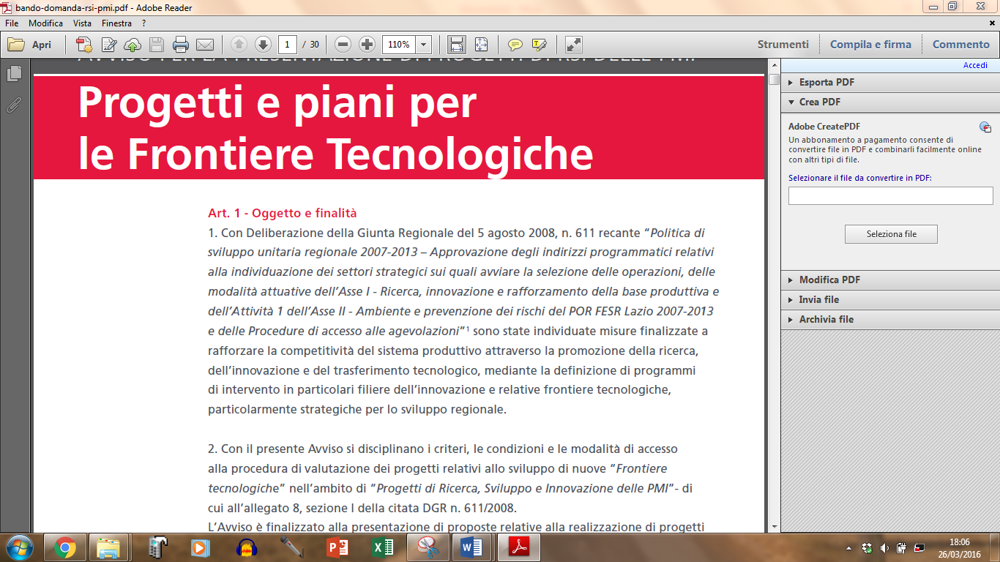 bando-domanda-rsi-pmi.pdf - Adobe Reader
File Modifica Vista Finestra ?
Apri 1 / 30 110% Strumenti Compila e firma Commento
AVVISO PER LA PRESENTAZIONE DI PROGETTI DI RSI DELLE PMI
Progetti e piani per
le Frontiere Tecnologiche
Art. 1 - Oggetto e finalità
1. Con Deliberazione della Giunta Regionale del 5 agosto 2008, n. 611 recante “Politica di
sviluppo unitaria regionale 2007-2013 – Approvazione degli indirizzi programmatici relativi
alla individuazione dei settori strategici sui quali avviare la selezione delle operazioni, delle
modalità attuative dell’Asse I - Ricerca, innovazione e rafforzamento della base produttiva e
dell’Attività 1 dell’Asse II - Ambiente e prevenzione dei rischi del POR FESR Lazio 2007-2013
e delle Procedure di accesso alle agevolazioni”1 sono state individuate misure finalizzate a
rafforzare la competitività del sistema produttivo attraverso la promozione della ricerca,
dell’innovazione e del trasferimento tecnologico, mediante la definizione di programmi
di intervento in particolari filiere dell’innovazione e relative frontiere tecnologiche,
particolarmente strategiche per lo sviluppo regionale.
2. Con il presente Avviso si disciplinano i criteri, le condizioni e le modalità di accesso
alla procedura di valutazione dei progetti relativi allo sviluppo di nuove “Frontiere
tecnologiche” nell’ambito di “Progetti di Ricerca, Sviluppo e Innovazione delle PMI”- di
cui all’allegato 8, sezione I della citata DGR n. 611/2008.
L’Avviso è finalizzato alla presentazione di proposte relative alla realizzazione di progetti
Accedi
Esporta PDF
Crea PDF
Adobe CreatePDF
Un abbonamento a pagamento consente di
convertire file in PDF e combinarli facilmente online
con altri tipi di file.
Selezionare il file da convertire in PDF:
Seleziona file
Modifica PDF
Invia file
Archivia file
18:06
26/03/2016